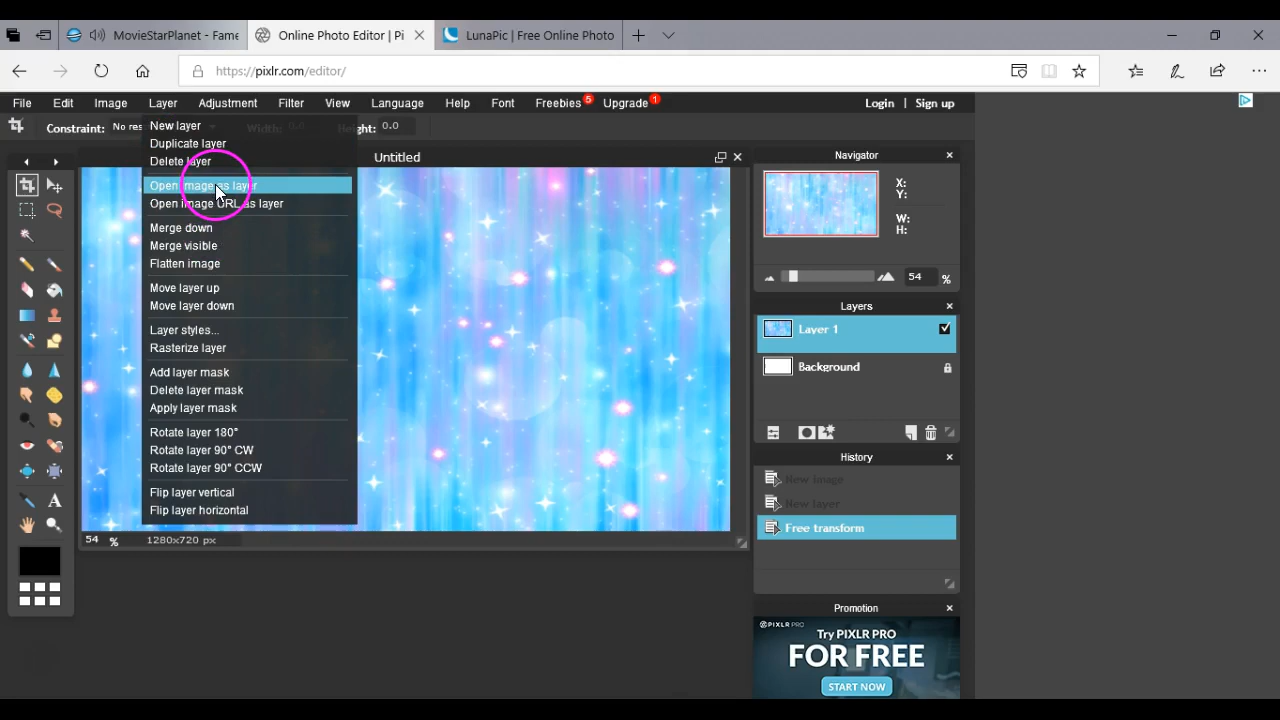 MovieStarPlanet - Fame
Online Photo Editor | Pi
LunaPic | Free Online Photo
https://pixlr.com/editor/
File Edit Image Layer Adjustment Filter View Language Help Font Freebies 5 Upgrade 1 Login | Sign up
Constraint: No res Width: 0.0 Height: 0.0
New layer
Duplicate layer
Delete layer
Open image as layer
Open image URL as layer
Merge down
Merge visible
Flatten image
Move layer up
Move layer down
Layer styles...
Rasterize layer
Add layer mask
Delete layer mask
Apply layer mask
Rotate layer 180°
Rotate layer 90° CW
Rotate layer 90° CCW
Flip layer vertical
Flip layer horizontal
Untitled
54 % 1280x720 px
Navigator
X:
Y:
W:
H:
54 %
Layers
Layer 1
Background
History
New image
New layer
Free transform
Promotion
PIXLR PRO
Try PIXLR PRO
FOR FREE
START NOW
A